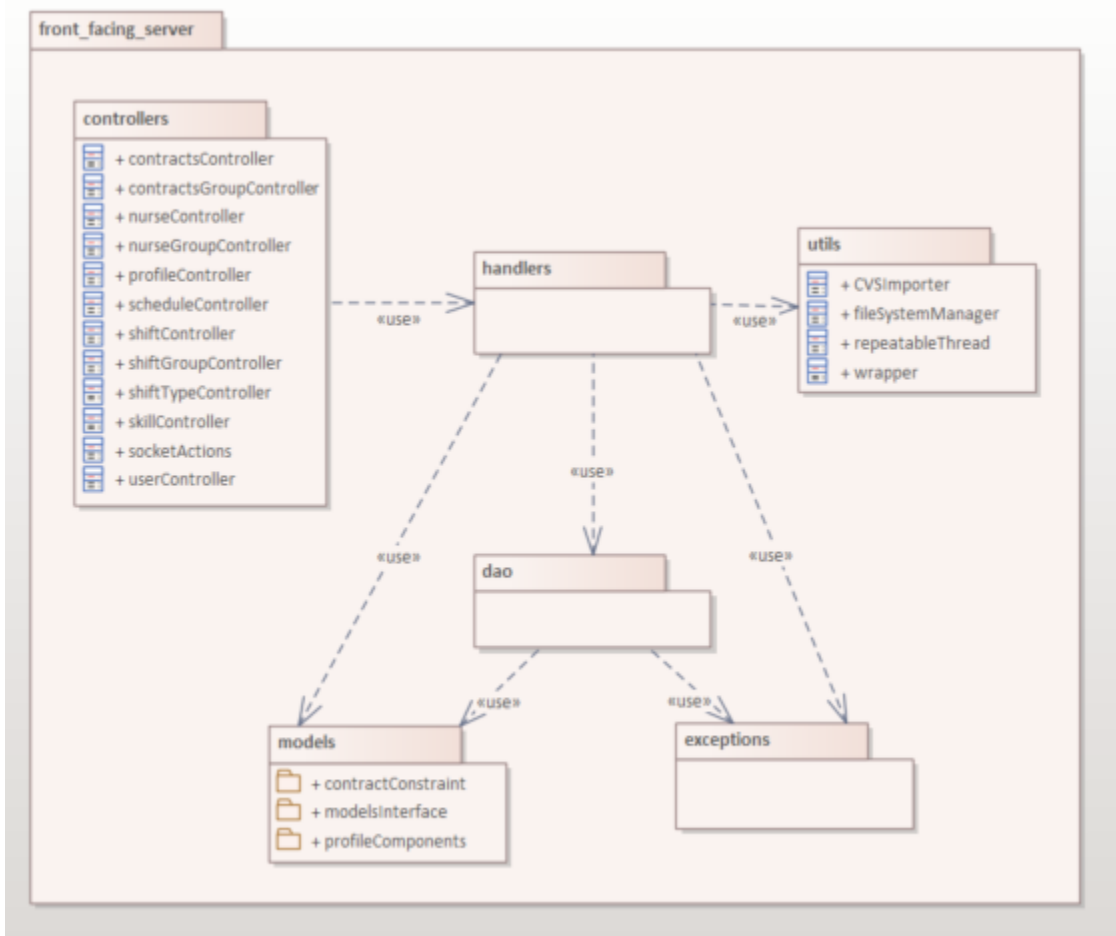 front_facing_server
controllers
+ contractsController
+ contractsGroupController
+ nurseController
+ nurseGroupController
+ profileController
+ scheduleController
+ shiftController
+ shiftGroupController
+ shiftTypeController
+ skillController
+ socketActions
+ userController
«use»
handlers
«use»
utils
+ CVSImporter
+ fileSystemManager
+ repeatableThread
+ wrapper
«use»
«use»
«use»
dao
«use»
«use»
models
+ contractConstraint
+ modelsInterface
+ profileComponents
exceptions